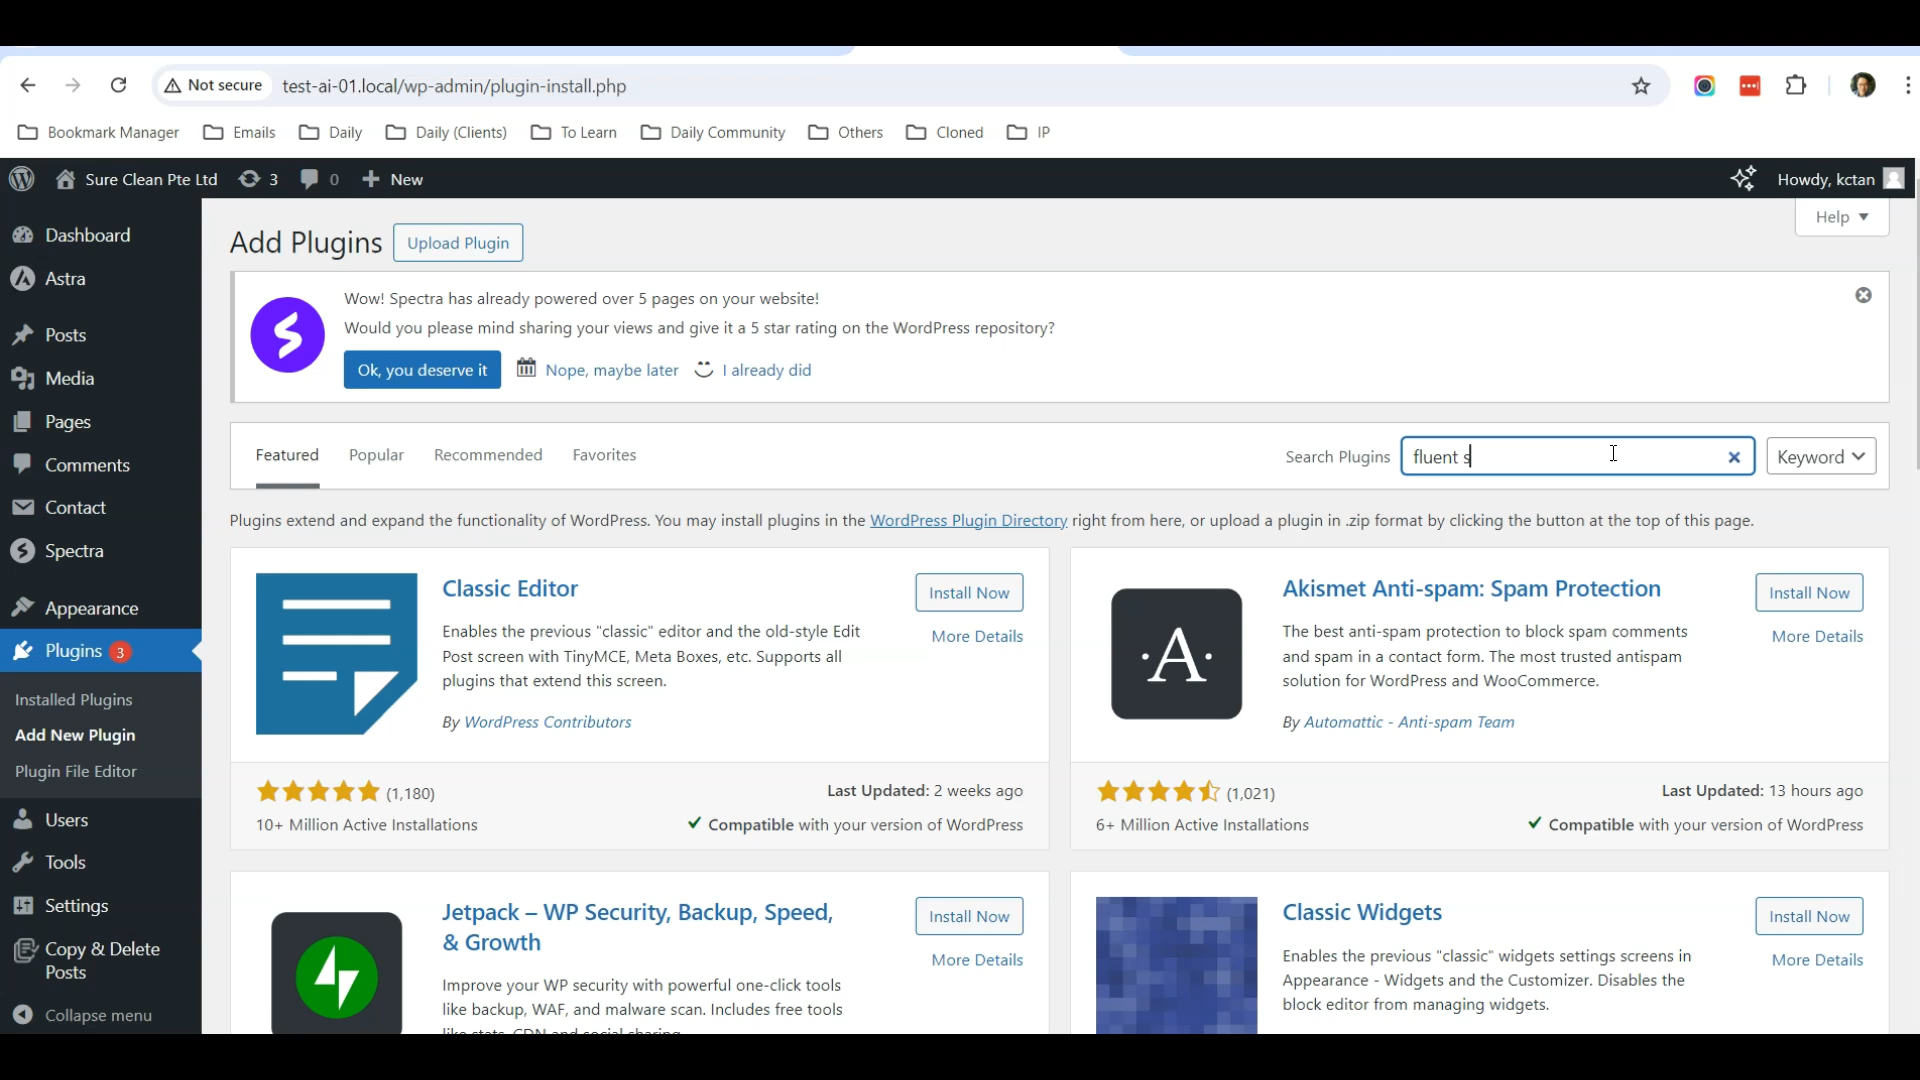 Not secure
test-ai-01.local/wp-admin/plugin-install.php
Bookmark Manager
Emails
Daily
Daily (Clients)
To Learn
Daily Community
Others
Cloned
IP
Sure Clean Pte Ltd
3
0
New
Howdy, kctan
Dashboard
Astra
Posts
Media
Pages
Comments
Contact
Spectra
Appearance
Plugins 3
Installed Plugins
Add New Plugin
Plugin File Editor
Users
Tools
Settings
Copy & Delete
Posts
Collapse menu
Help
Add Plugins
Upload Plugin
Wow! Spectra has already powered over 5 pages on your website!
Would you please mind sharing your views and give it a 5 star rating on the WordPress repository?
Ok, you deserve it
Nope, maybe later
I already did
Featured
Popular
Recommended
Favorites
Search Plugins
fluent s
Keyword
Plugins extend and expand the functionality of WordPress. You may install plugins in the WordPress Plugin Directory right from here, or upload a plugin in .zip format by clicking the button at the top of this page.
Classic Editor
Install Now
More Details
Enables the previous "classic" editor and the old-style Edit
Post screen with TinyMCE, Meta Boxes, etc. Supports all
plugins that extend this screen.
By WordPress Contributors
(1,180)
Last Updated: 2 weeks ago
10+ Million Active Installations
Compatible with your version of WordPress
·A·
Akismet Anti-spam: Spam Protection
Install Now
More Details
The best anti-spam protection to block spam comments
and spam in a contact form. The most trusted antispam
solution for WordPress and WooCommerce.
By Automattic - Anti-spam Team
(1,021)
Last Updated: 13 hours ago
6+ Million Active Installations
Compatible with your version of WordPress
Jetpack – WP Security, Backup, Speed,
& Growth
Install Now
More Details
Improve your WP security with powerful one-click tools
like backup, WAF, and malware scan. Includes free tools
like stats, CDN and social sharing.
Classic Widgets
Install Now
More Details
Enables the previous "classic" widgets settings screens in
Appearance - Widgets and the Customizer. Disables the
block editor from managing widgets.